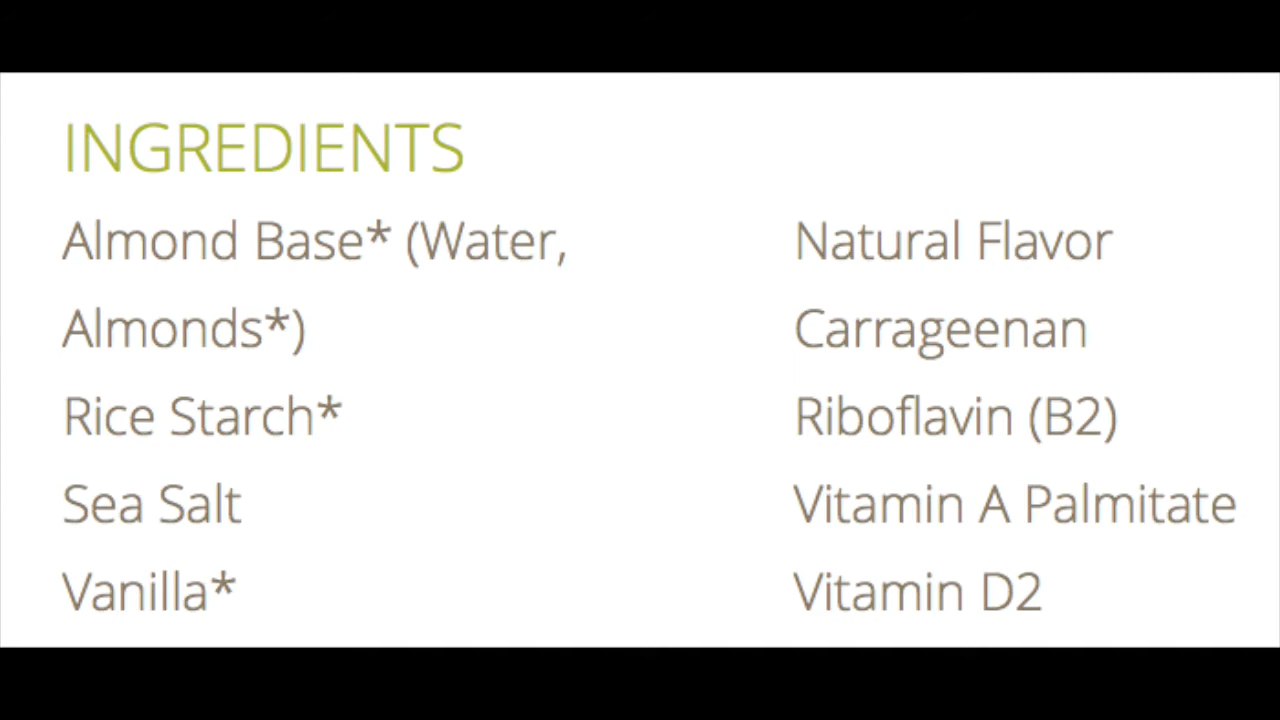 INGREDIENTS
Almond Base* (Water,
Almonds*)
Rice Starch*
Sea Salt
Vanilla*
Natural Flavor
Carrageenan
Riboflavin (B2)
Vitamin A Palmitate
Vitamin D2